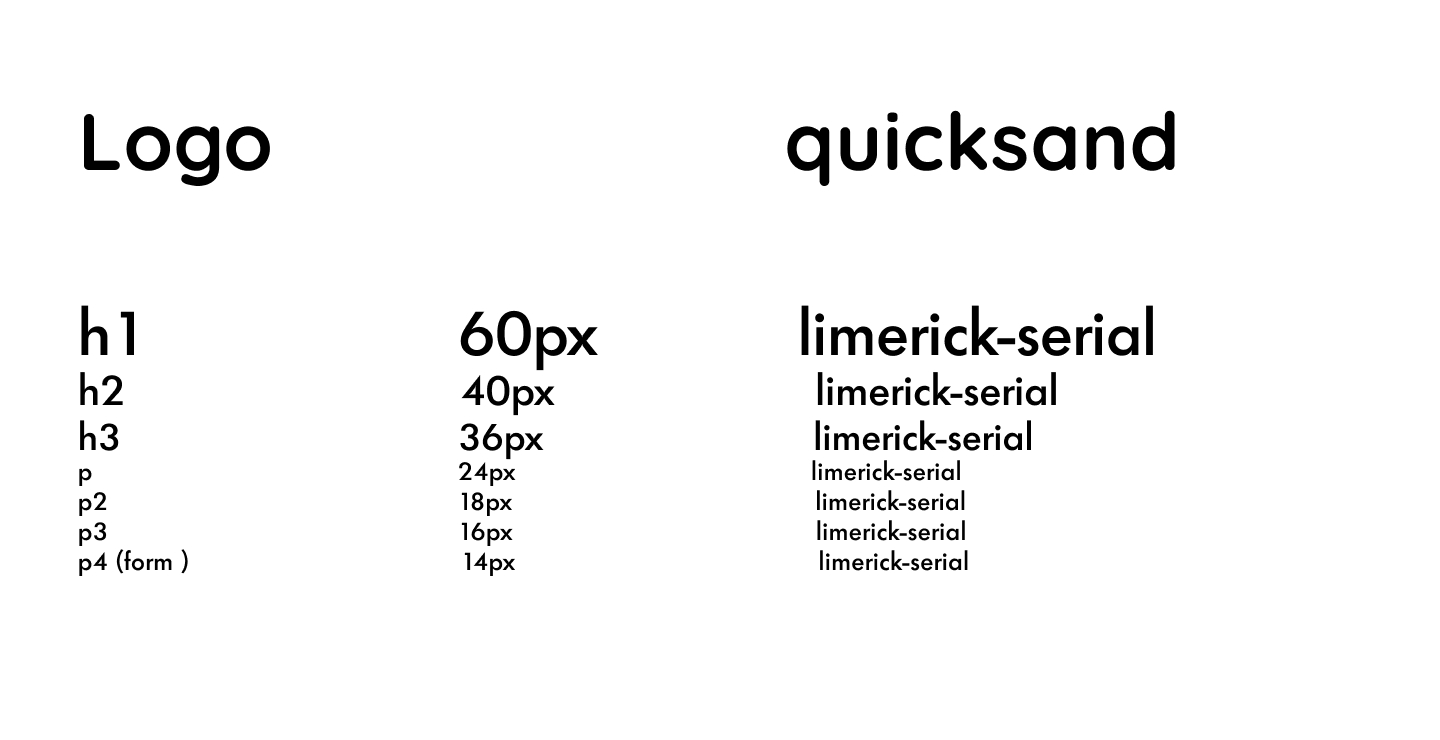 Logo quicksand
h1 60px limerick-serial
h2 40px limerick-serial
h3 36px limerick-serial
p 24px limerick-serial
p2 18px limerick-serial
p3 16px limerick-serial
p4 (form ) 14px limerick-serial